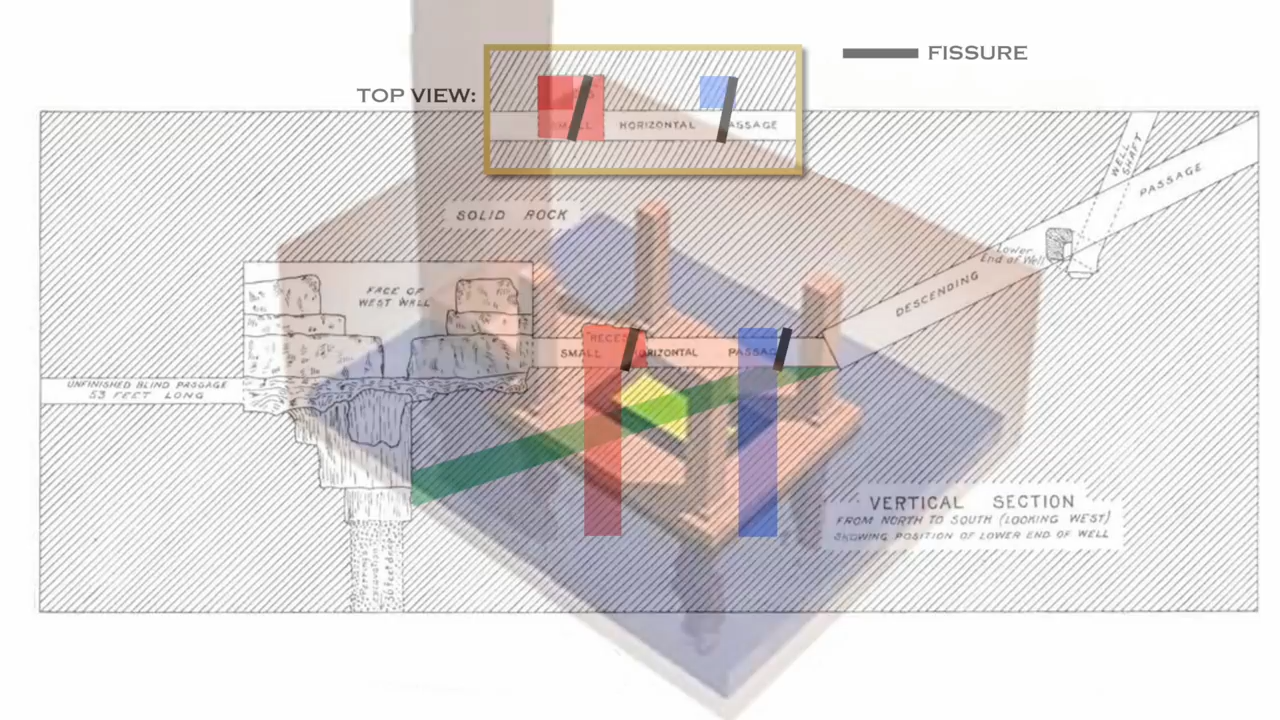 FISSURE
TOP VIEW:
SMALL HORIZONTAL PASSAGE
SOLID ROCK
WELL SHAFT
PASSAGE
Lower
End of Well
DESCENDING
FACE OF
WEST WALL
RECESS
SMALL HORIZONTAL PASSAGE
UNFINISHED BLIND PASSAGE
53 FEET LONG
VERTICAL SECTION
FROM NORTH TO SOUTH (LOOKING WEST)
SHOWING POSITION OF LOWER END OF WELL